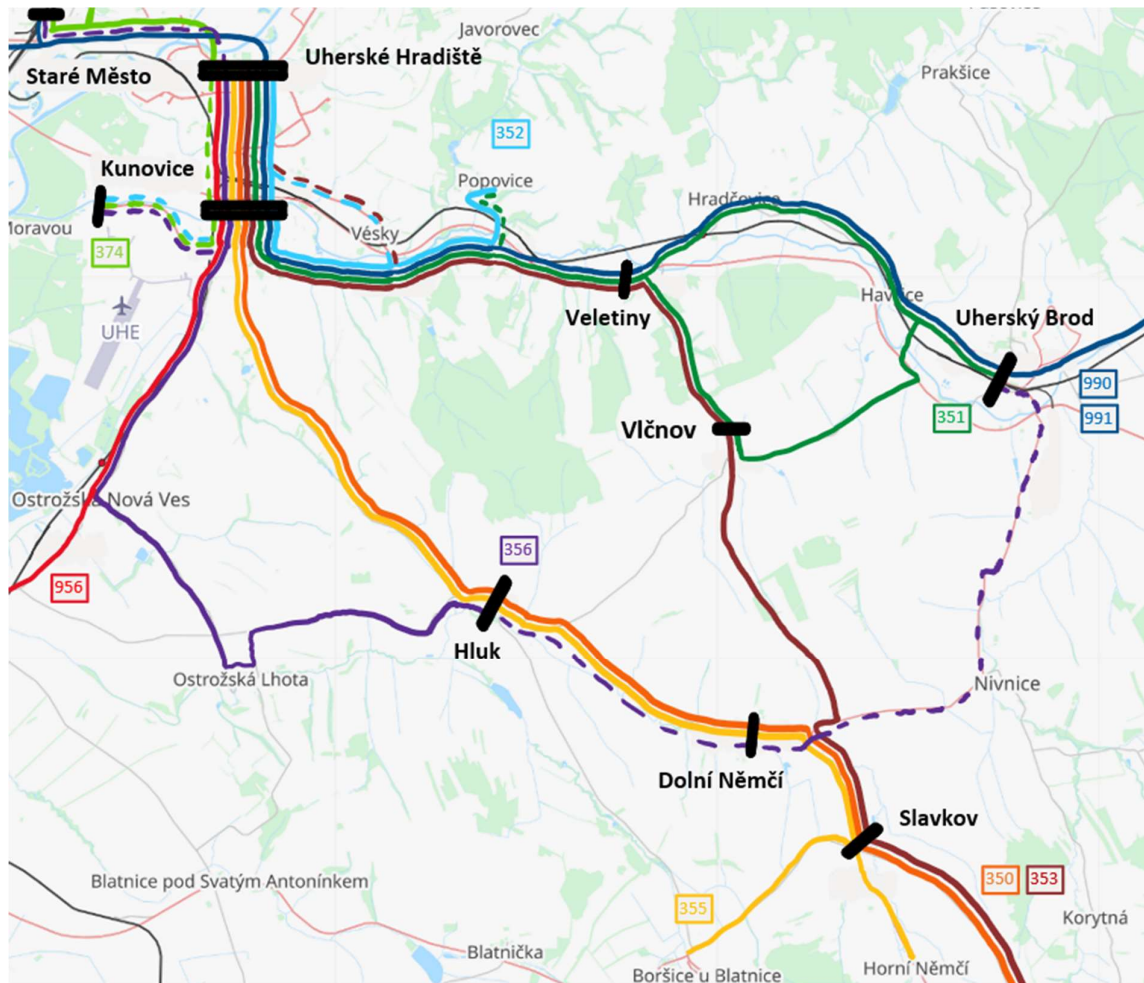 Javorovec
Uherské Hradiště
Staré Město
Prakšice
352
Kunovice
Popovice
Hradčovice
Moravou
Vésky
374
Havřice
UHE
Veletiny
Uherský Brod
990
351
991
Vlčnov
Ostrožská Nová Ves
356
956
Hluk
Ostrožská Lhota
Nivnice
Dolní Němčí
Slavkov
Blatnice pod Svatým Antonínkem
350
353
355
Korytná
Blatnička
Boršice u Blatnice
Horní Němčí